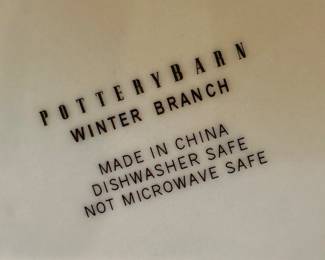 POTTERYBARN
WINTER BRANCH
MADE IN CHINA
DISHWASHER SAFE
NOT MICROWAVE SAFE